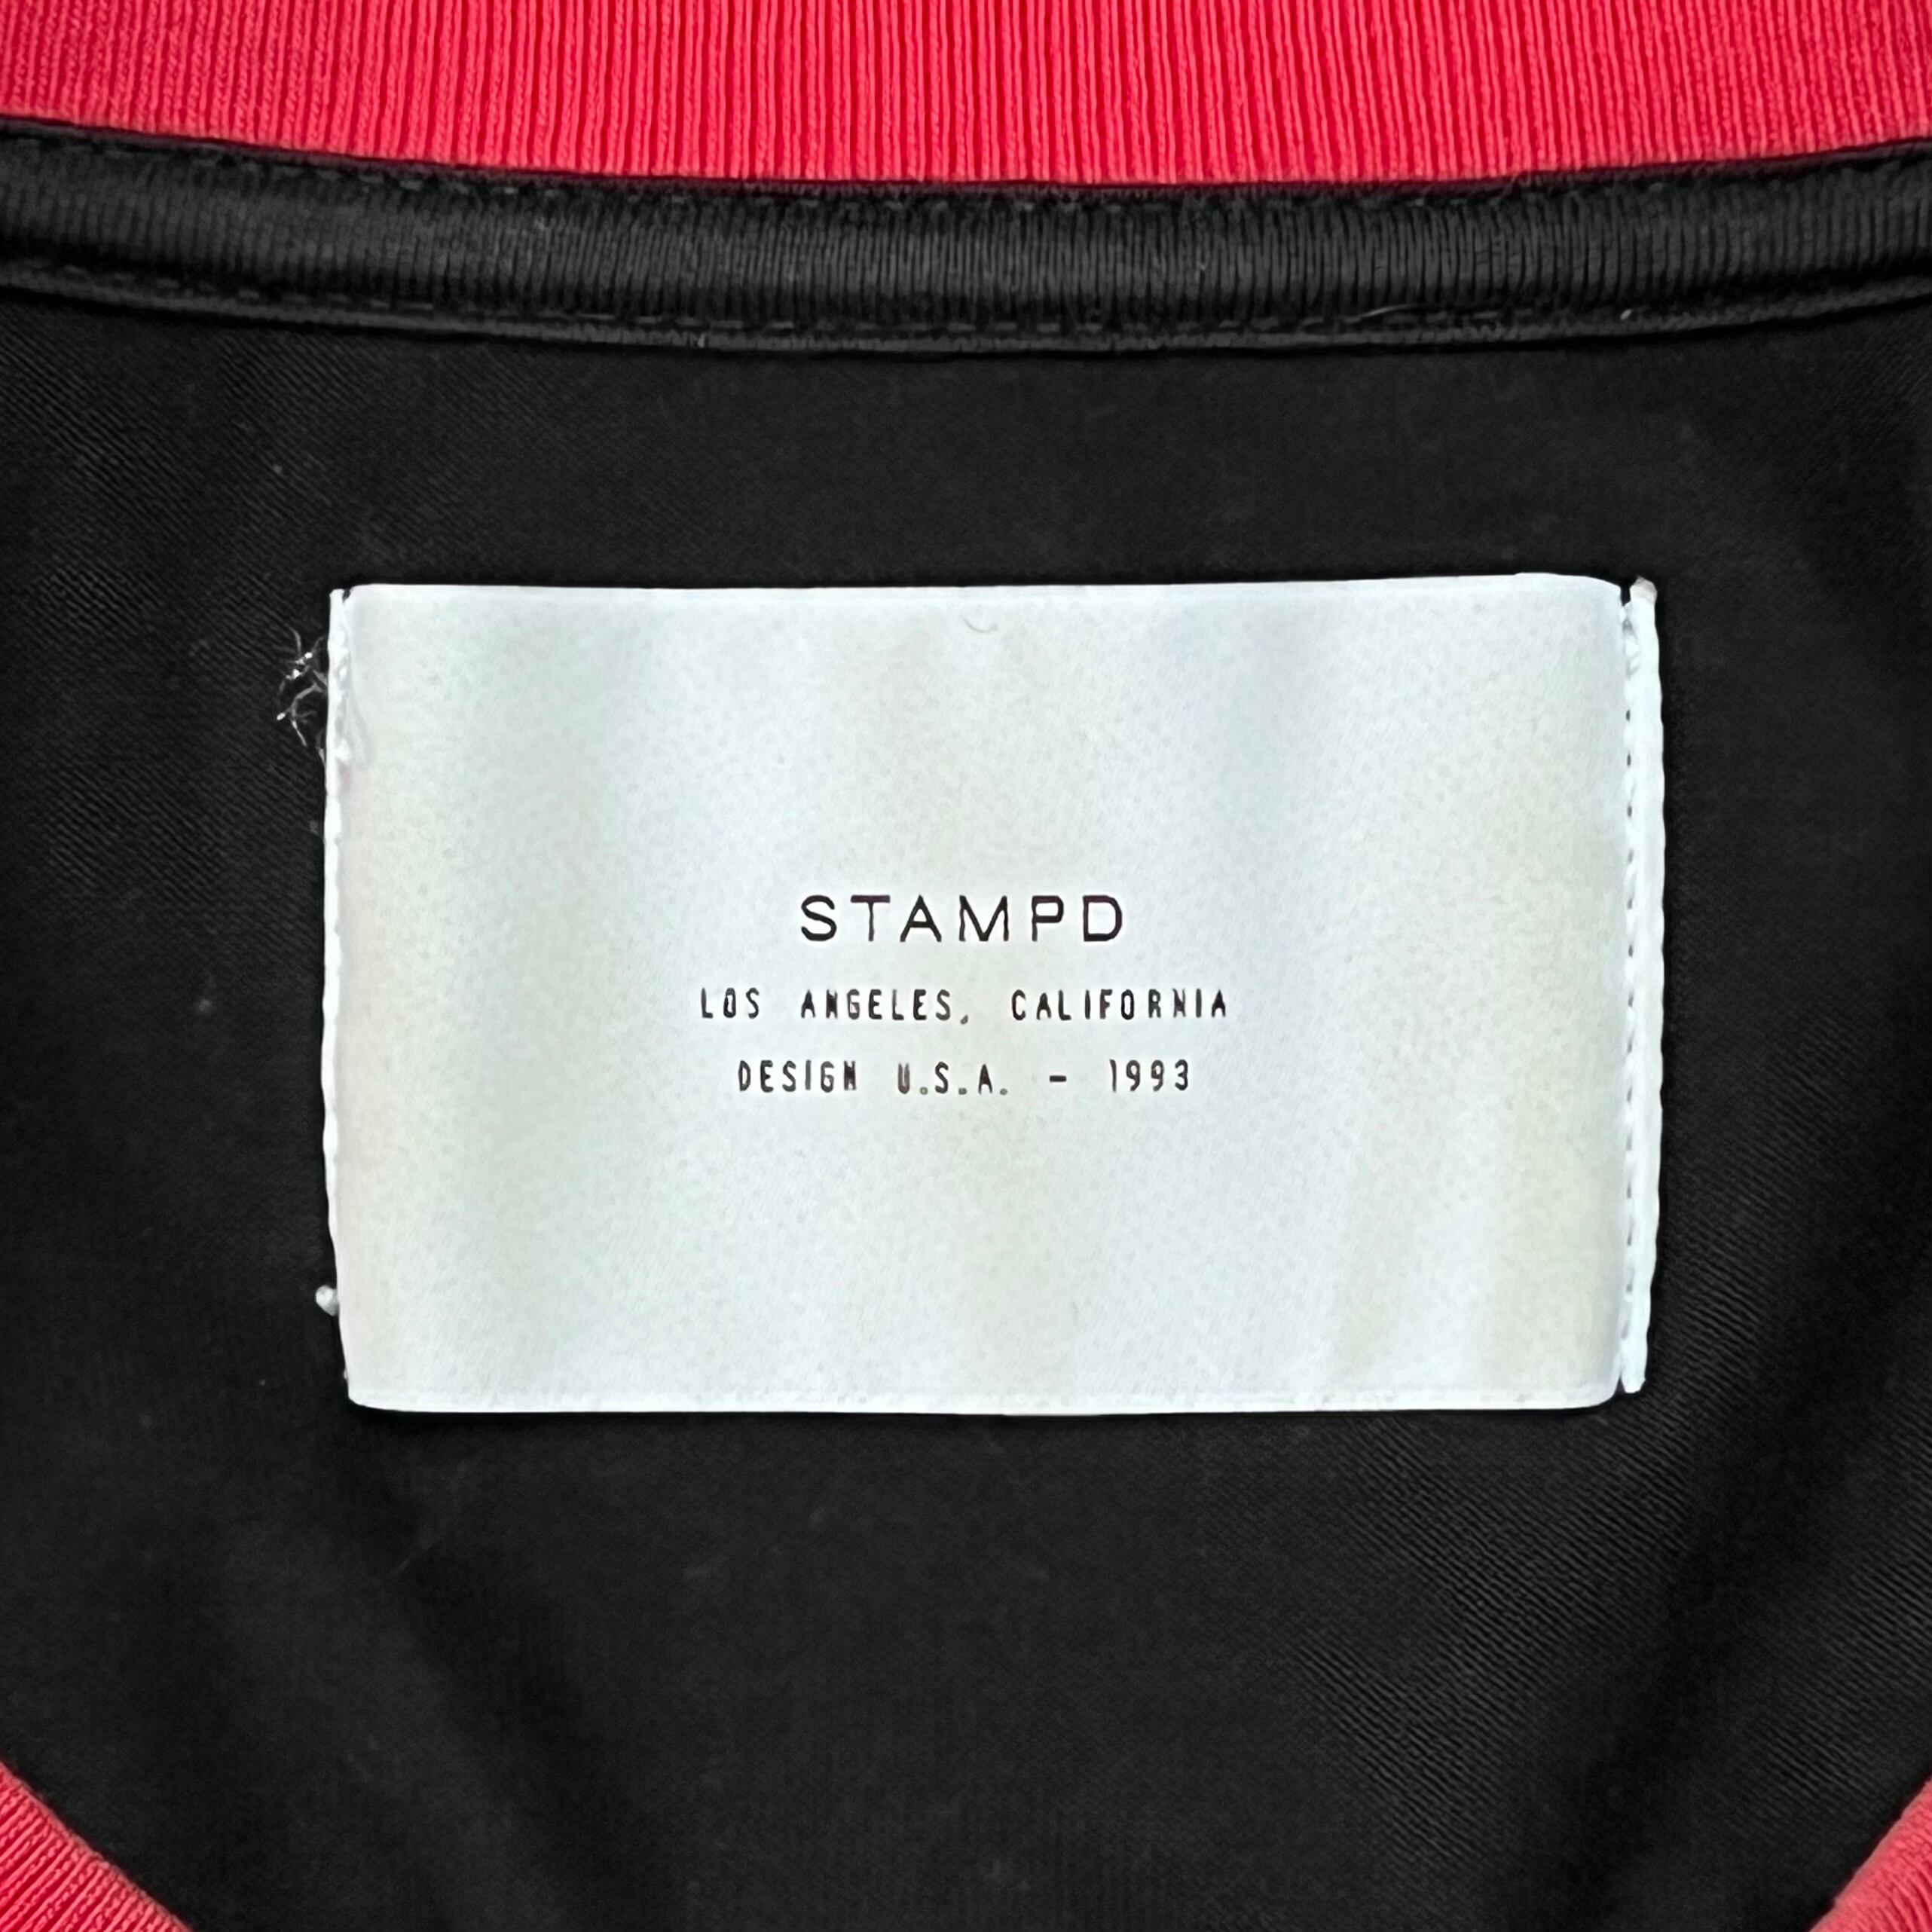 STAMPD
LOS ANGELES, CALIFORNIA
DESIGN U.S.A. - 1993